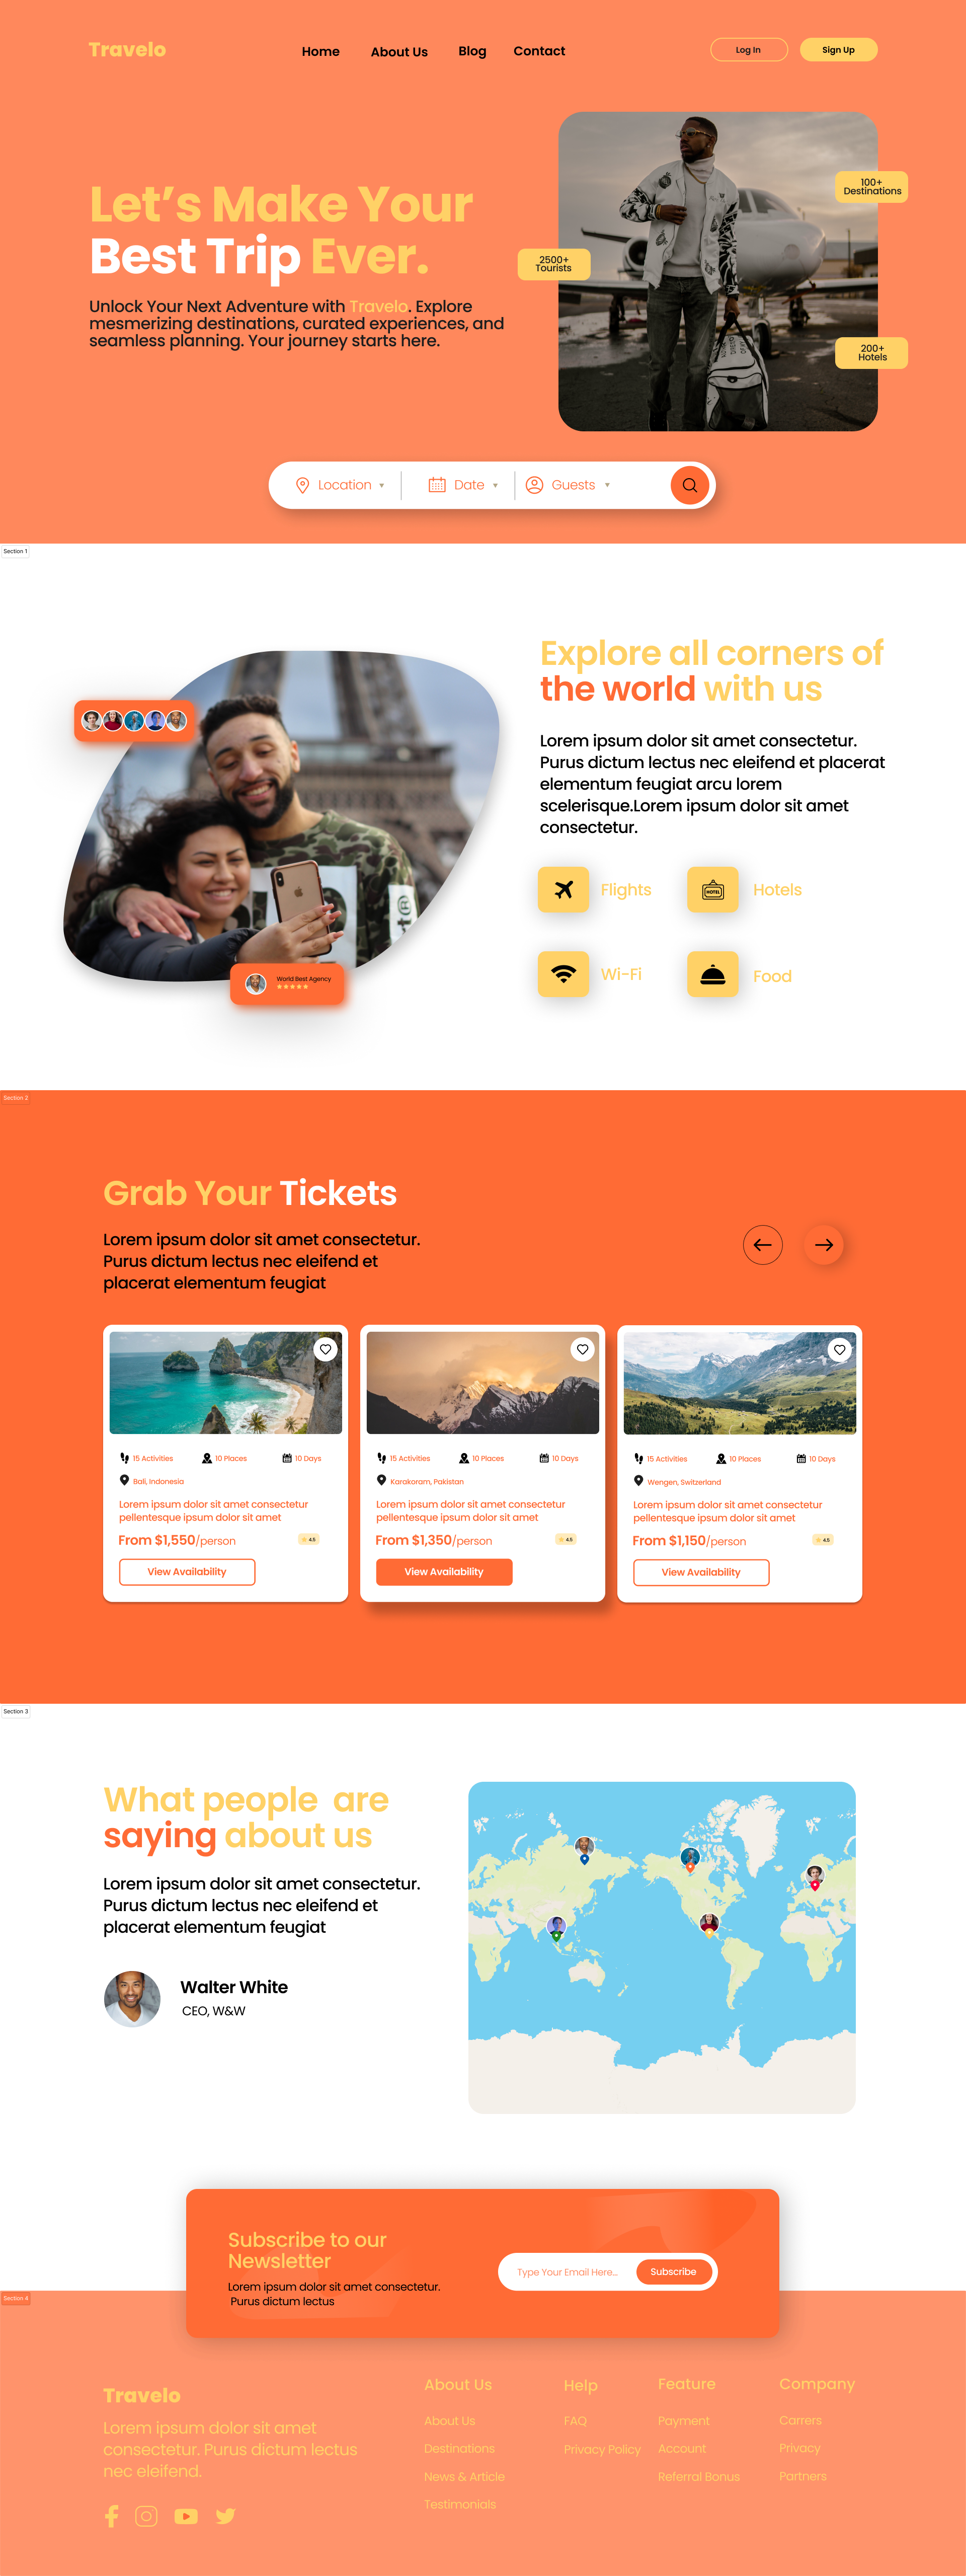 Travelo
Home
About Us
Blog
Contact
Log In
Sign Up
Let’s Make Your
Best Trip Ever.
Unlock Your Next Adventure with Travelo. Explore
mesmerizing destinations, curated experiences, and
seamless planning. Your journey starts here.
100+
Destinations
2500+
Tourists
200+
Hotels
Location
Date
Guests
Section 1
Explore all corners of
the world with us
Lorem ipsum dolor sit amet consectetur.
Purus dictum lectus nec eleifend et placerat
elementum feugiat arcu lorem
scelerisque.Lorem ipsum dolor sit amet
consectetur.
Flights
HOTEL
Hotels
Wi-Fi
Food
World Best Agency
Section 2
Grab Your Tickets
Lorem ipsum dolor sit amet consectetur.
Purus dictum lectus nec eleifend et
placerat elementum feugiat
15 Activities
10 Places
10 Days
Bali, Indonesia
Lorem ipsum dolor sit amet consectetur
pellentesque ipsum dolor sit amet
From $1,550/person
4.5
View Availability
15 Activities
10 Places
10 Days
Karakoram, Pakistan
Lorem ipsum dolor sit amet consectetur
pellentesque ipsum dolor sit amet
From $1,350/person
4.5
View Availability
15 Activities
10 Places
10 Days
Wengen, Switzerland
Lorem ipsum dolor sit amet consectetur
pellentesque ipsum dolor sit amet
From $1,150/person
4.5
View Availability
Section 3
What people are
saying about us
Lorem ipsum dolor sit amet consectetur.
Purus dictum lectus nec eleifend et
placerat elementum feugiat
Walter White
CEO, W&W
Subscribe to our
Newsletter
Lorem ipsum dolor sit amet consectetur.
Purus dictum lectus
Type Your Email Here...
Subscribe
Section 4
Travelo
Lorem ipsum dolor sit amet
consectetur. Purus dictum lectus
nec eleifend.
About Us
About Us
Destinations
News & Article
Testimonials
Help
FAQ
Privacy Policy
Feature
Payment
Account
Referral Bonus
Company
Carrers
Privacy
Partners